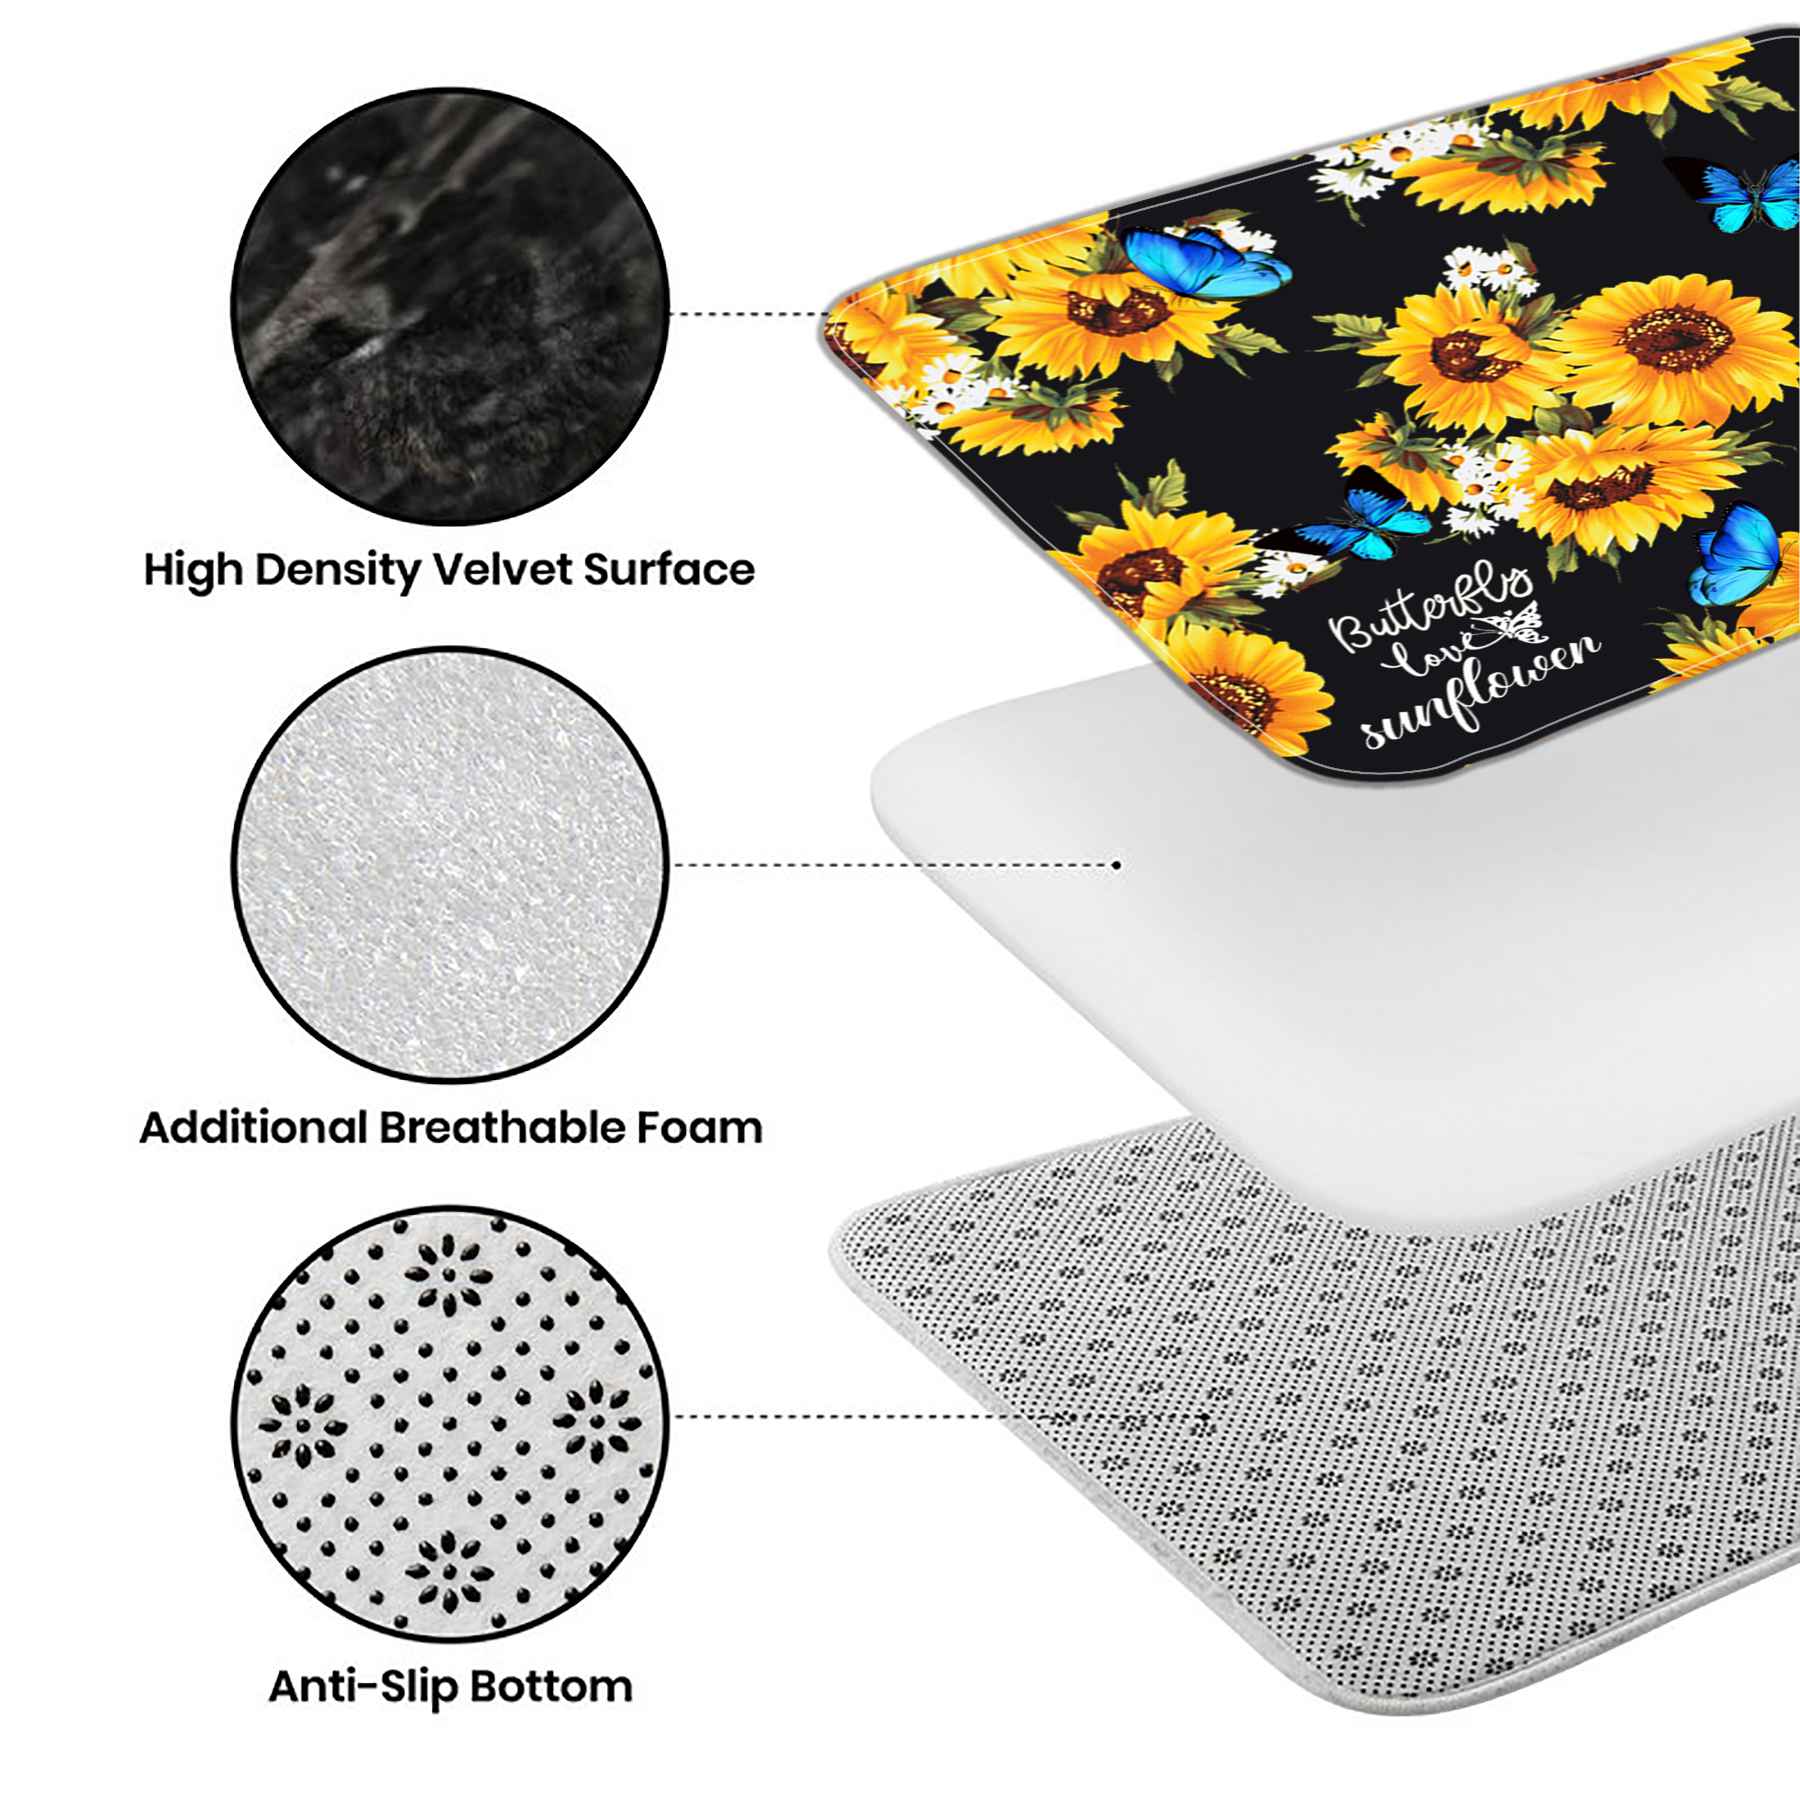 High Density Velvet Surface
Butterfly
love
sunflower
Additional Breathable Foam
Anti-Slip Bottom